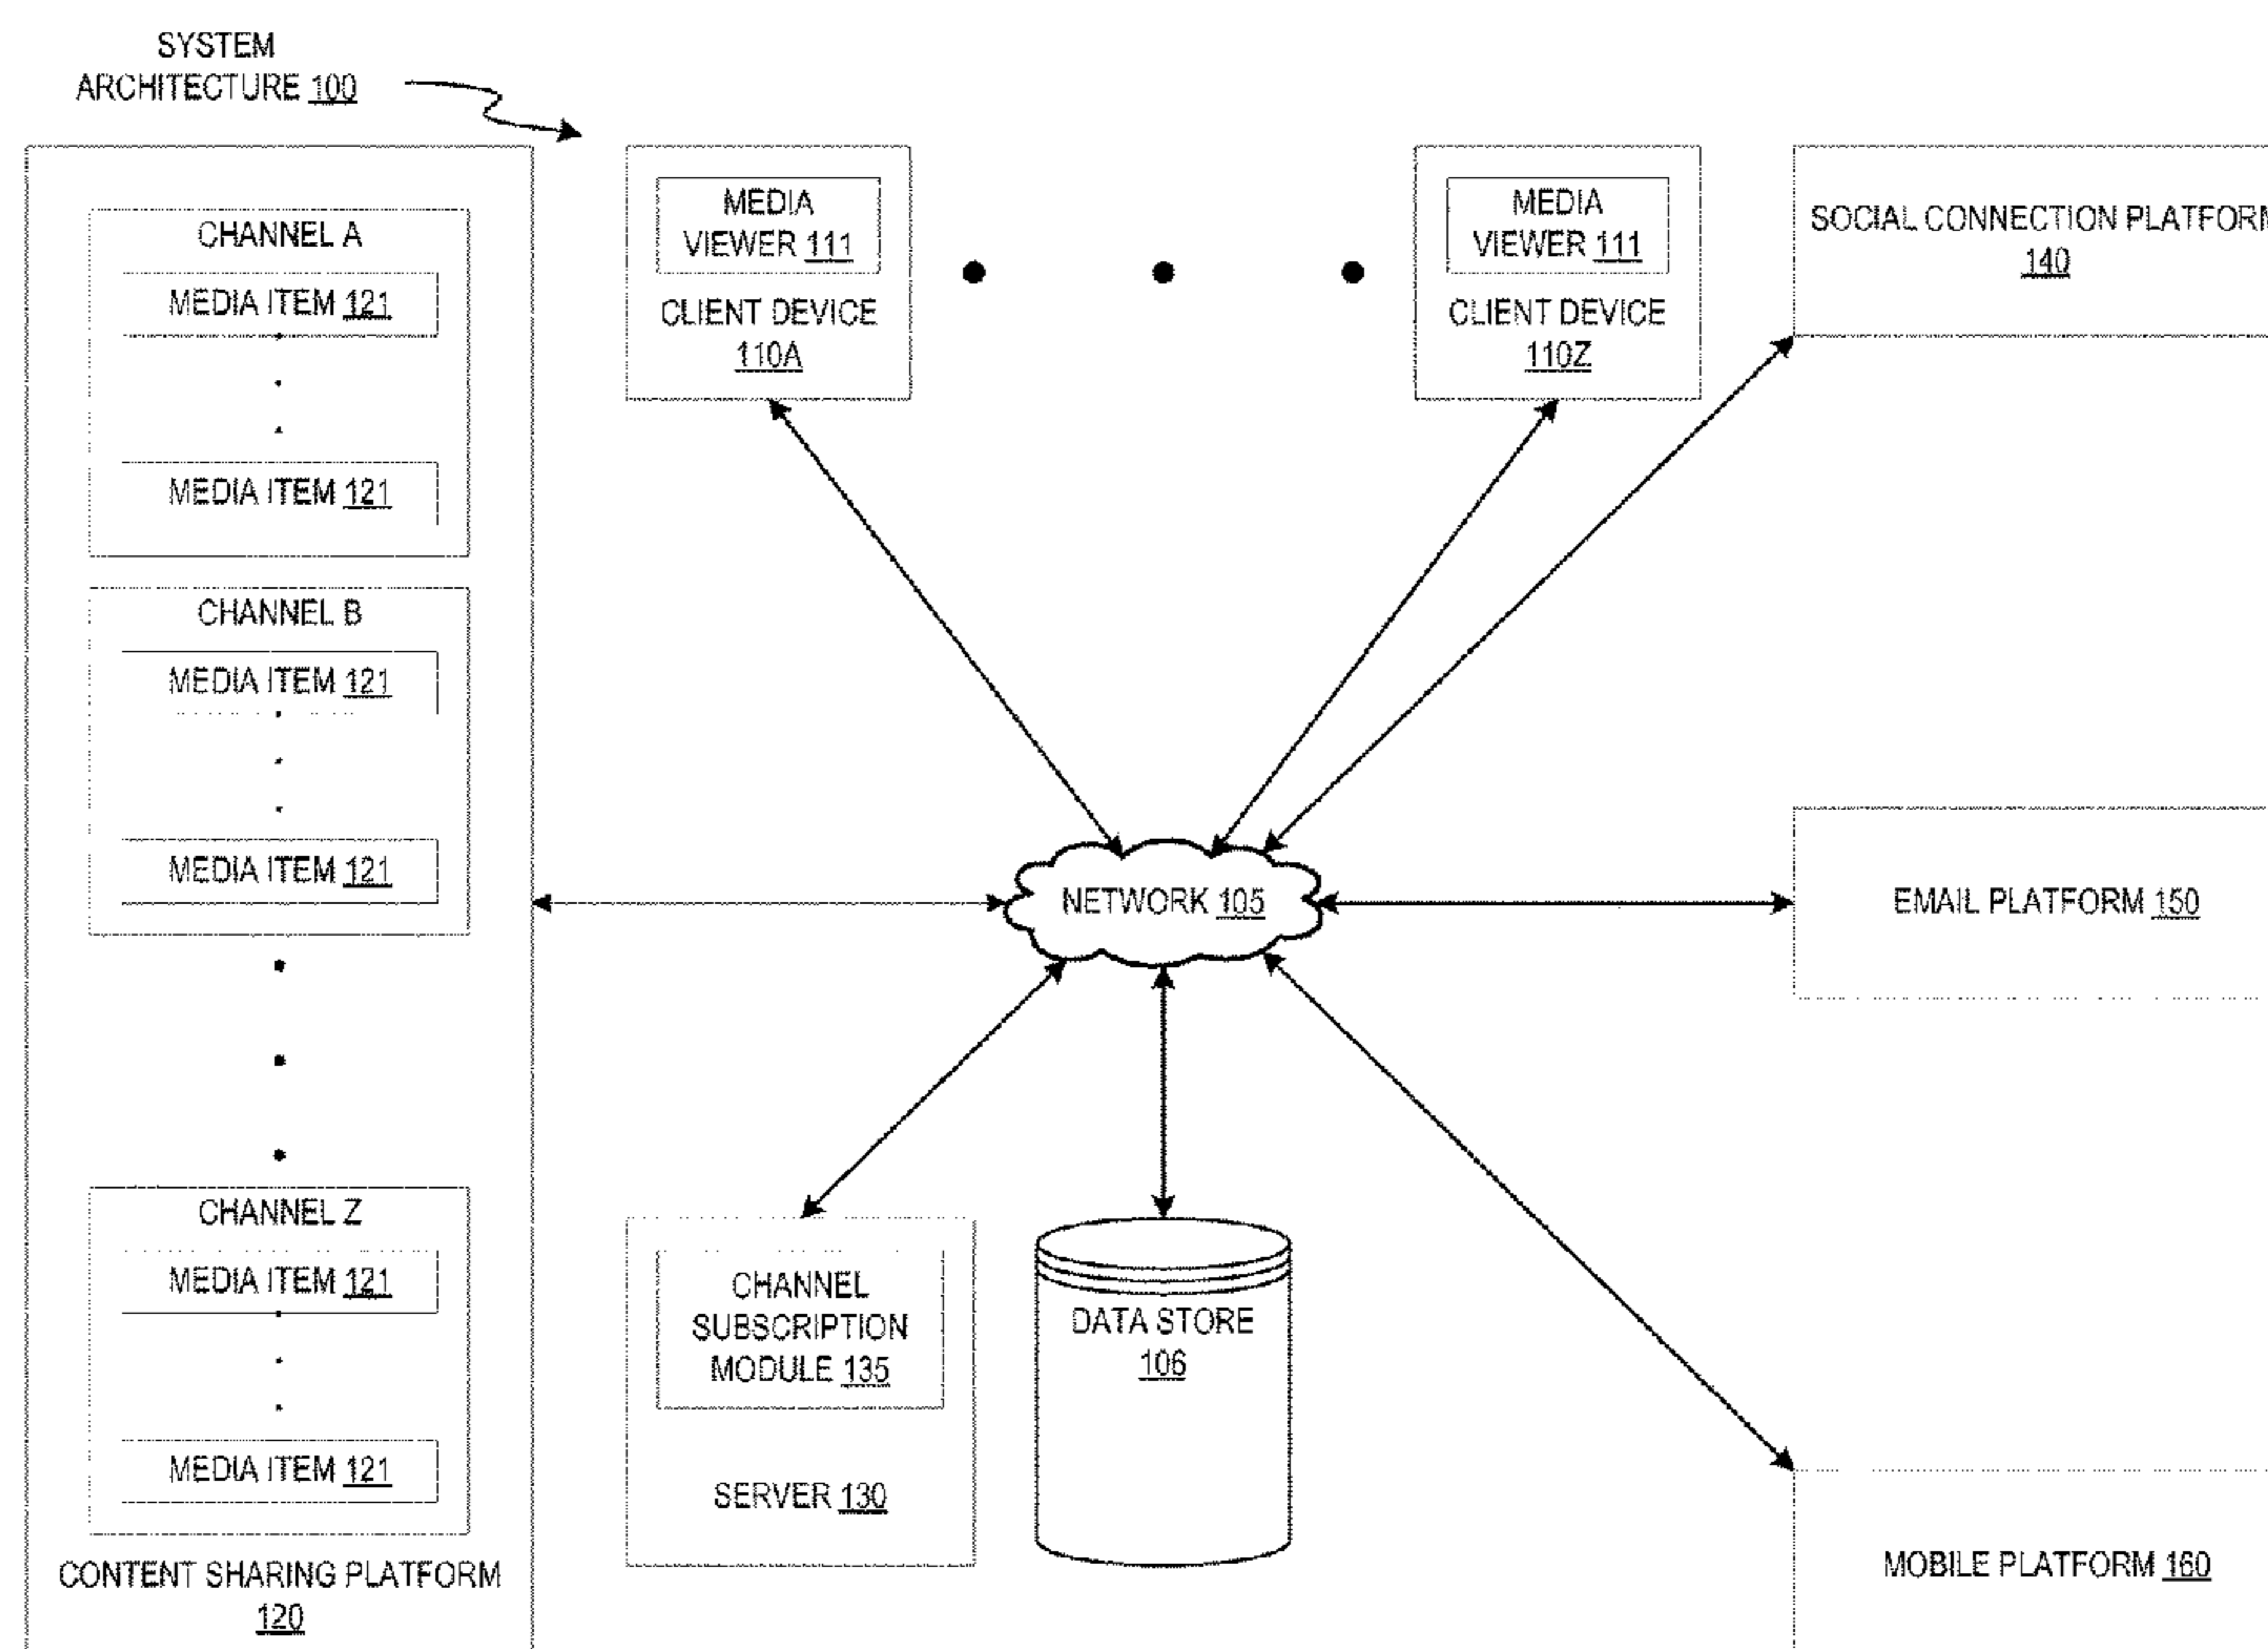 SYSTEM
ARCHITECTURE 100
CHANNEL A
MEDIA ITEM 121
MEDIA ITEM 121
CHANNEL B
MEDIA ITEM 121
MEDIA ITEM 121
CHANNEL Z
MEDIA ITEM 121
MEDIA ITEM 121
CONTENT SHARING PLATFORM
120
MEDIA
VIEWER 111
CLIENT DEVICE
110A
MEDIA
VIEWER 111
CLIENT DEVICE
110Z
SOCIAL CONNECTION PLATFORM
140
NETWORK 105
EMAIL PLATFORM 150
CHANNEL
SUBSCRIPTION
MODULE 135
SERVER 130
DATA STORE
106
MOBILE PLATFORM 160